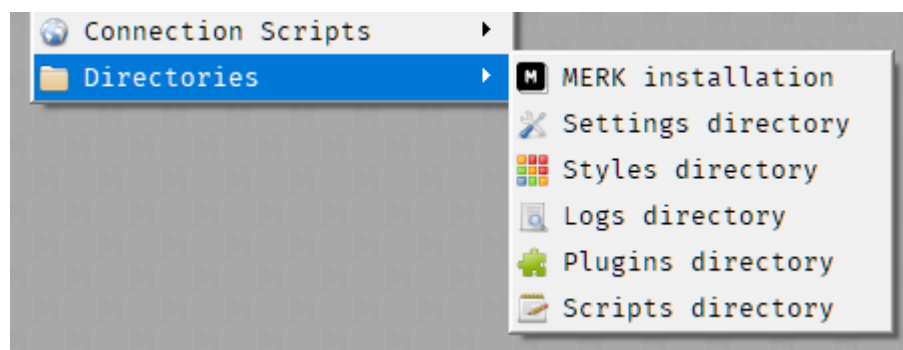 Connection Scripts
Directories
MERK installation
Settings directory
Styles directory
Logs directory
Plugins directory
Scripts directory